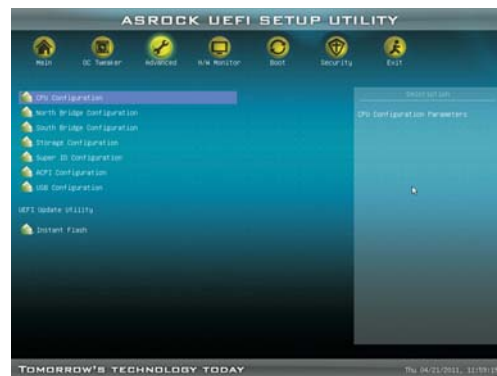 ASROCK UEFI SETUP UTILITY
Main OC Tweaker Advanced H/W Monitor Boot Security Exit
CPU Configuration
North Bridge Configuration
South Bridge Configuration
Storage Configuration
Super IO Configuration
ACPI Configuration
USB Configuration
UEFI Update Utility
Instant Flash
Description
CPU Configuration Parameters
TOMORROW'S TECHNOLOGY TODAY
Thu 04/21/2011,